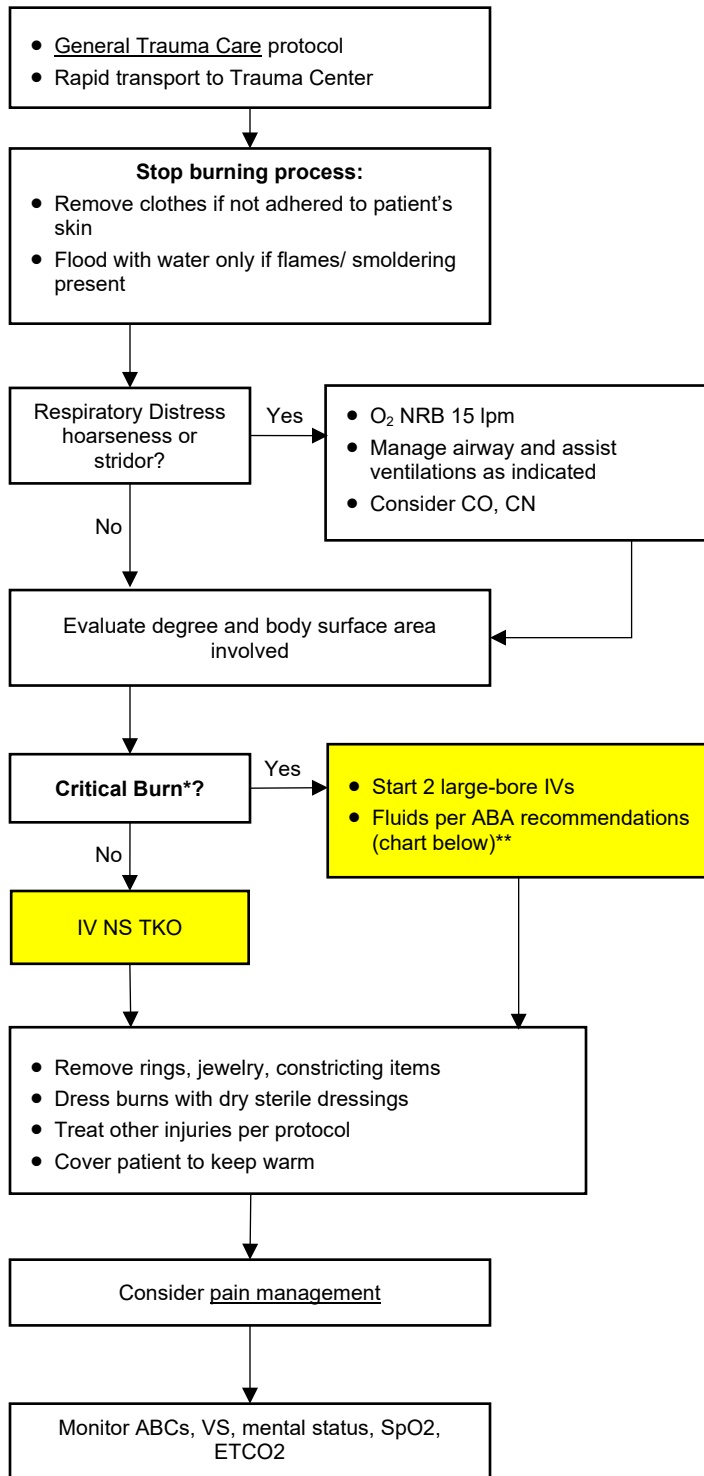 • General Trauma Care protocol
• Rapid transport to Trauma Center
Stop burning process:
• Remove clothes if not adhered to patient's
skin
• Flood with water only if flames/ smoldering
present
Respiratory Distress
hoarseness or
stridor?
Yes
• O₂ NRB 15 lpm
• Manage airway and assist
ventilations as indicated
• Consider CO, CN
No
Evaluate degree and body surface area
involved
Critical Burn*?
Yes
• Start 2 large-bore IVs
• Fluids per ABA recommendations
(chart below)**
No
IV NS TKO
• Remove rings, jewelry, constricting items
• Dress burns with dry sterile dressings
• Treat other injuries per protocol
• Cover patient to keep warm
Consider pain management
Monitor ABCs, VS, mental status, SpO2,
ETCO2